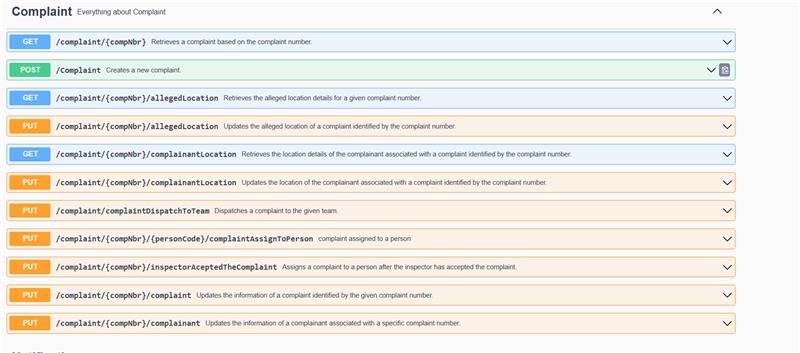 Complaint Everything about Complaint
GET /complaint/{compNbr} Retrieves a complaint based on the complaint number.
POST /Complaint Creates a new complaint.
GET /complaint/{compNbr}/allegedLocation Retrieves the alleged location details for a given complaint number.
PUT /complaint/{compNbr}/allegedLocation Updates the alleged location of a complaint identified by the complaint number.
GET /complaint/{compNbr}/complainantLocation Retrieves the location details of the complainant associated with a complaint identified by the complaint number.
PUT /complaint/{compNbr}/complainantLocation Updates the location of the complainant associated with a complaint identified by the complaint number.
PUT /complaint/complaintDispatchToTeam Dispatches a complaint to the given team.
PUT /complaint/{compNbr}/{personCode}/complaintAssignToPerson complaint assigned to a person
PUT /complaint/{compNbr}/inspectorAceptedTheComplaint Assigns a complaint to a person after the inspector has accepted the complaint.
PUT /complaint/{compNbr}/complaint Updates the information of a complaint identified by the given complaint number.
PUT /complaint/{compNbr}/complainant Updates the information of a complainant associated with a specific complaint number.